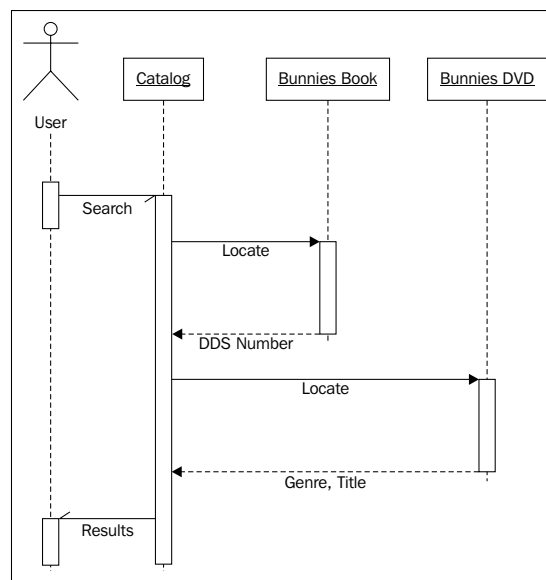 Catalog
Bunnies Book
Bunnies DVD
User
Search
Locate
DDS Number
Locate
Genre, Title
Results